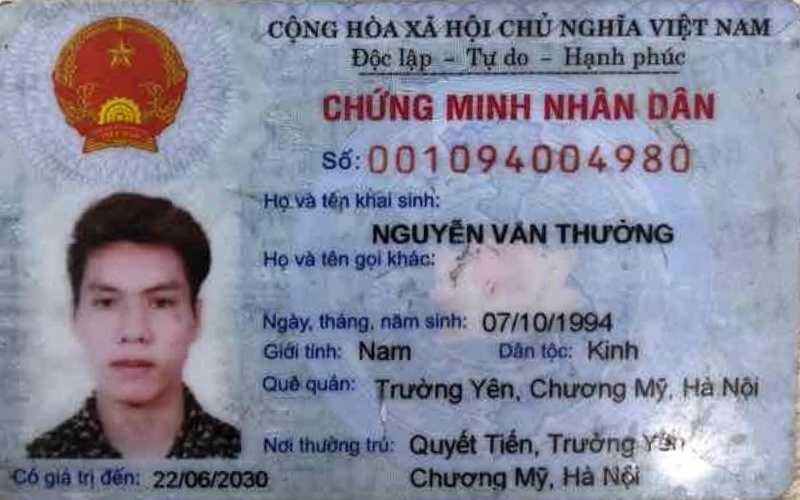 CỘNG HÒA XÃ HỘI CHỦ NGHĨA VIỆT NAM
Độc lập – Tự do – Hạnh phúc
CHỨNG MINH NHÂN DÂN
Số: 001094004980
Họ và tên khai sinh:
NGUYỄN VĂN THƯỜNG
Họ và tên gọi khác:
Ngày, tháng, năm sinh: 07/10/1994
Giới tính: Nam Dân tộc: Kinh
Quê quán: Trường Yên, Chương Mỹ, Hà Nội
Nơi thường trú: Quyết Tiến, Trường Yên
Chương Mỹ, Hà Nội
Có giá trị đến: 22/06/2030